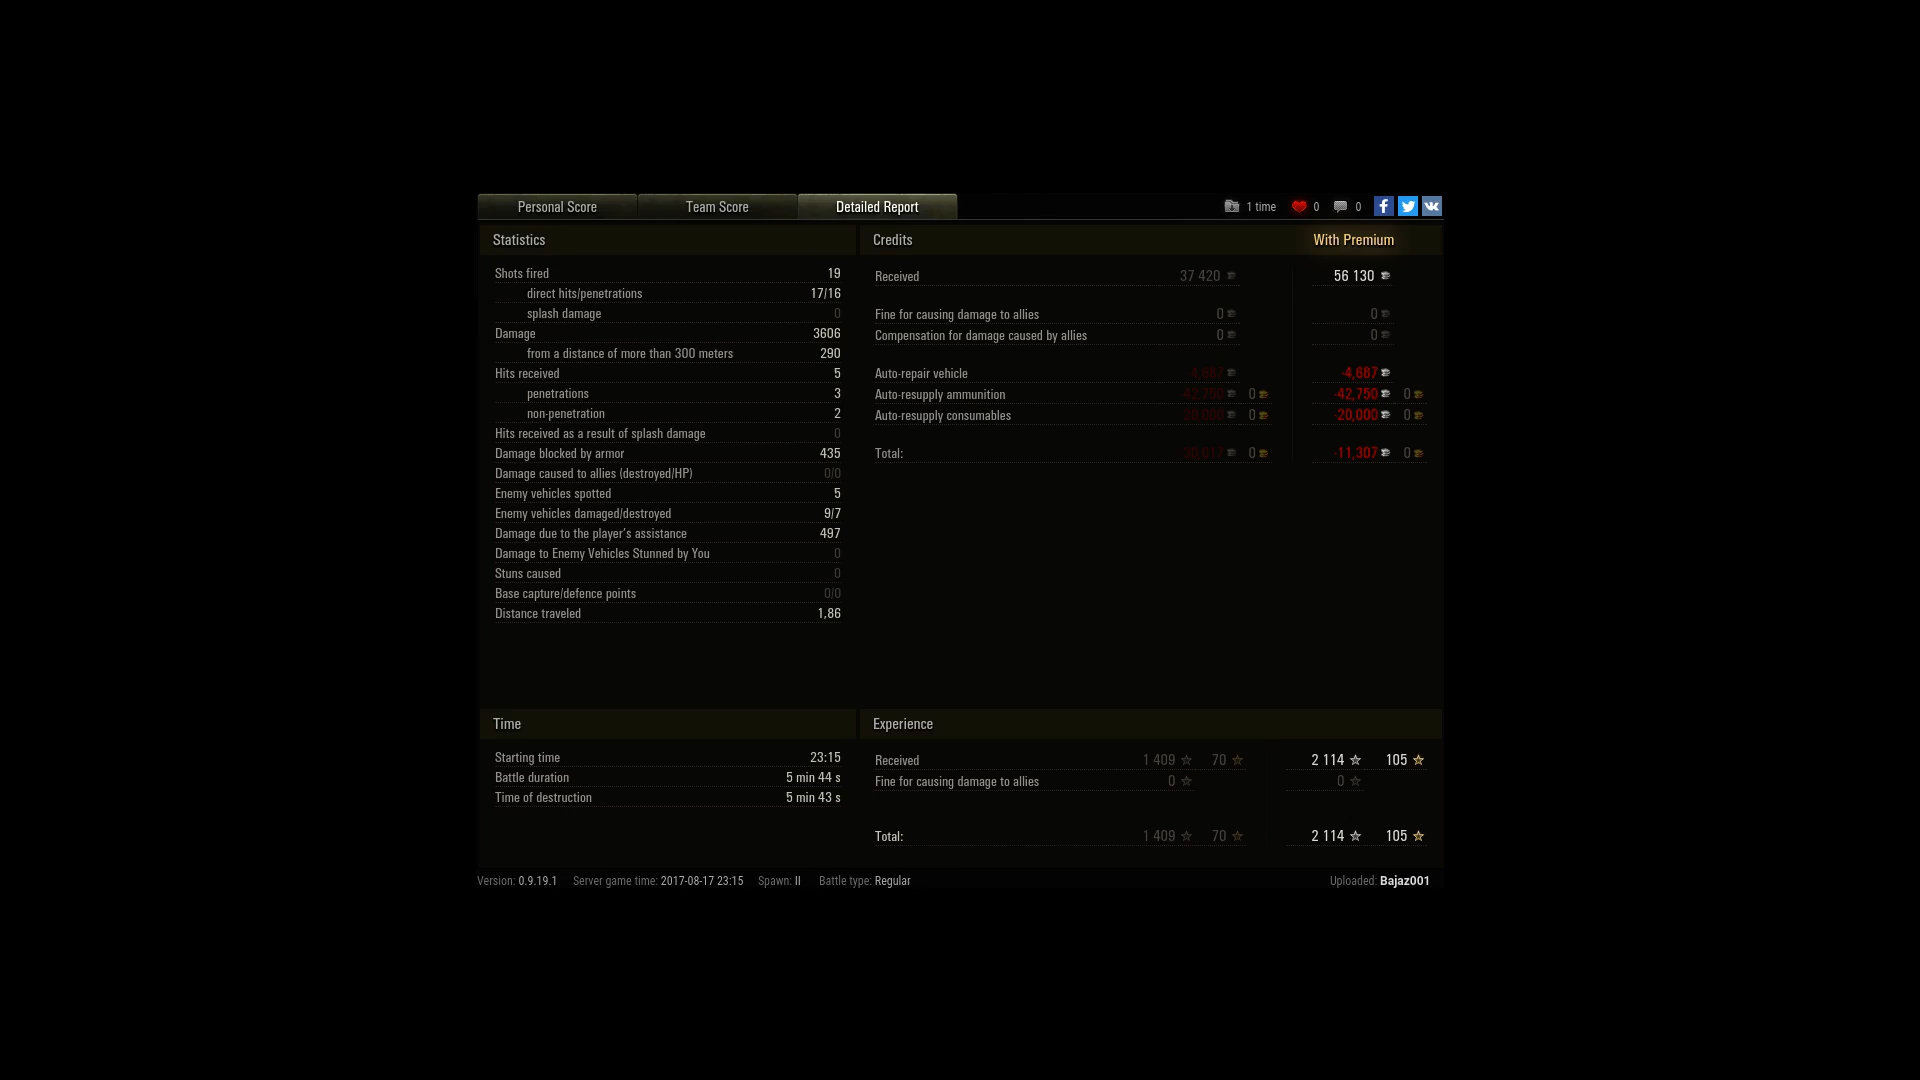 Personal Score Team Score Detailed Report 1 time 0 0
Statistics
Shots fired 19
direct hits/penetrations 17/16
splash damage 0
Damage 3606
from a distance of more than 300 meters 290
Hits received 5
penetrations 3
non-penetration 2
Hits received as a result of splash damage 0
Damage blocked by armor 435
Damage caused to allies (destroyed/HP) 0/0
Enemy vehicles spotted 5
Enemy vehicles damaged/destroyed 9/7
Damage due to the player's assistance 497
Damage to Enemy Vehicles Stunned by You 0
Stuns caused 0
Base capture/defence points 0/0
Distance traveled 1,86
Credits With Premium
Received 37 420 56 130
Fine for causing damage to allies 0 0
Compensation for damage caused by allies 0 0
Auto-repair vehicle -4,687 -4,687
Auto-resupply ammunition -42,750 0 -42,750 0
Auto-resupply consumables -20,000 0 -20,000 0
Total: -30,017 0 -11,307 0
Time
Starting time 23:15
Battle duration 5 min 44 s
Time of destruction 5 min 43 s
Experience
Received 1 409 70 2 114 105
Fine for causing damage to allies 0 0
Total: 1 409 70 2 114 105
Version: 0.9.19.1 Server game time: 2017-08-17 23:15 Spawn: II Battle type: Regular Uploaded: Bajaz001